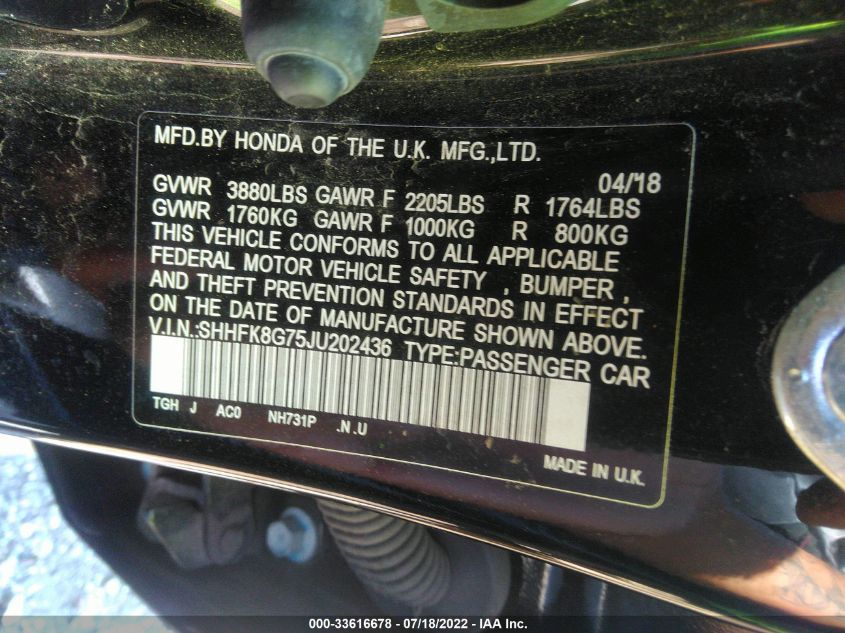 MFD.BY HONDA OF THE U.K. MFG.,LTD.
04/'18
GVWR 3880LBS GAWR F 2205LBS R 1764LBS
GVWR 1760KG GAWR F 1000KG R 800KG
THIS VEHICLE CONFORMS TO ALL APPLICABLE
FEDERAL MOTOR VEHICLE SAFETY , BUMPER ,
AND THEFT PREVENTION STANDARDS IN EFFECT
ON THE DATE OF MANUFACTURE SHOWN ABOVE.
V.I.N.:SHHFK8G75JU202436 TYPE:PASSENGER CAR
TGH J AC0 NH731P .N.U
MADE IN U.K.
000-33616678 - 07/18/2022 - IAA Inc.